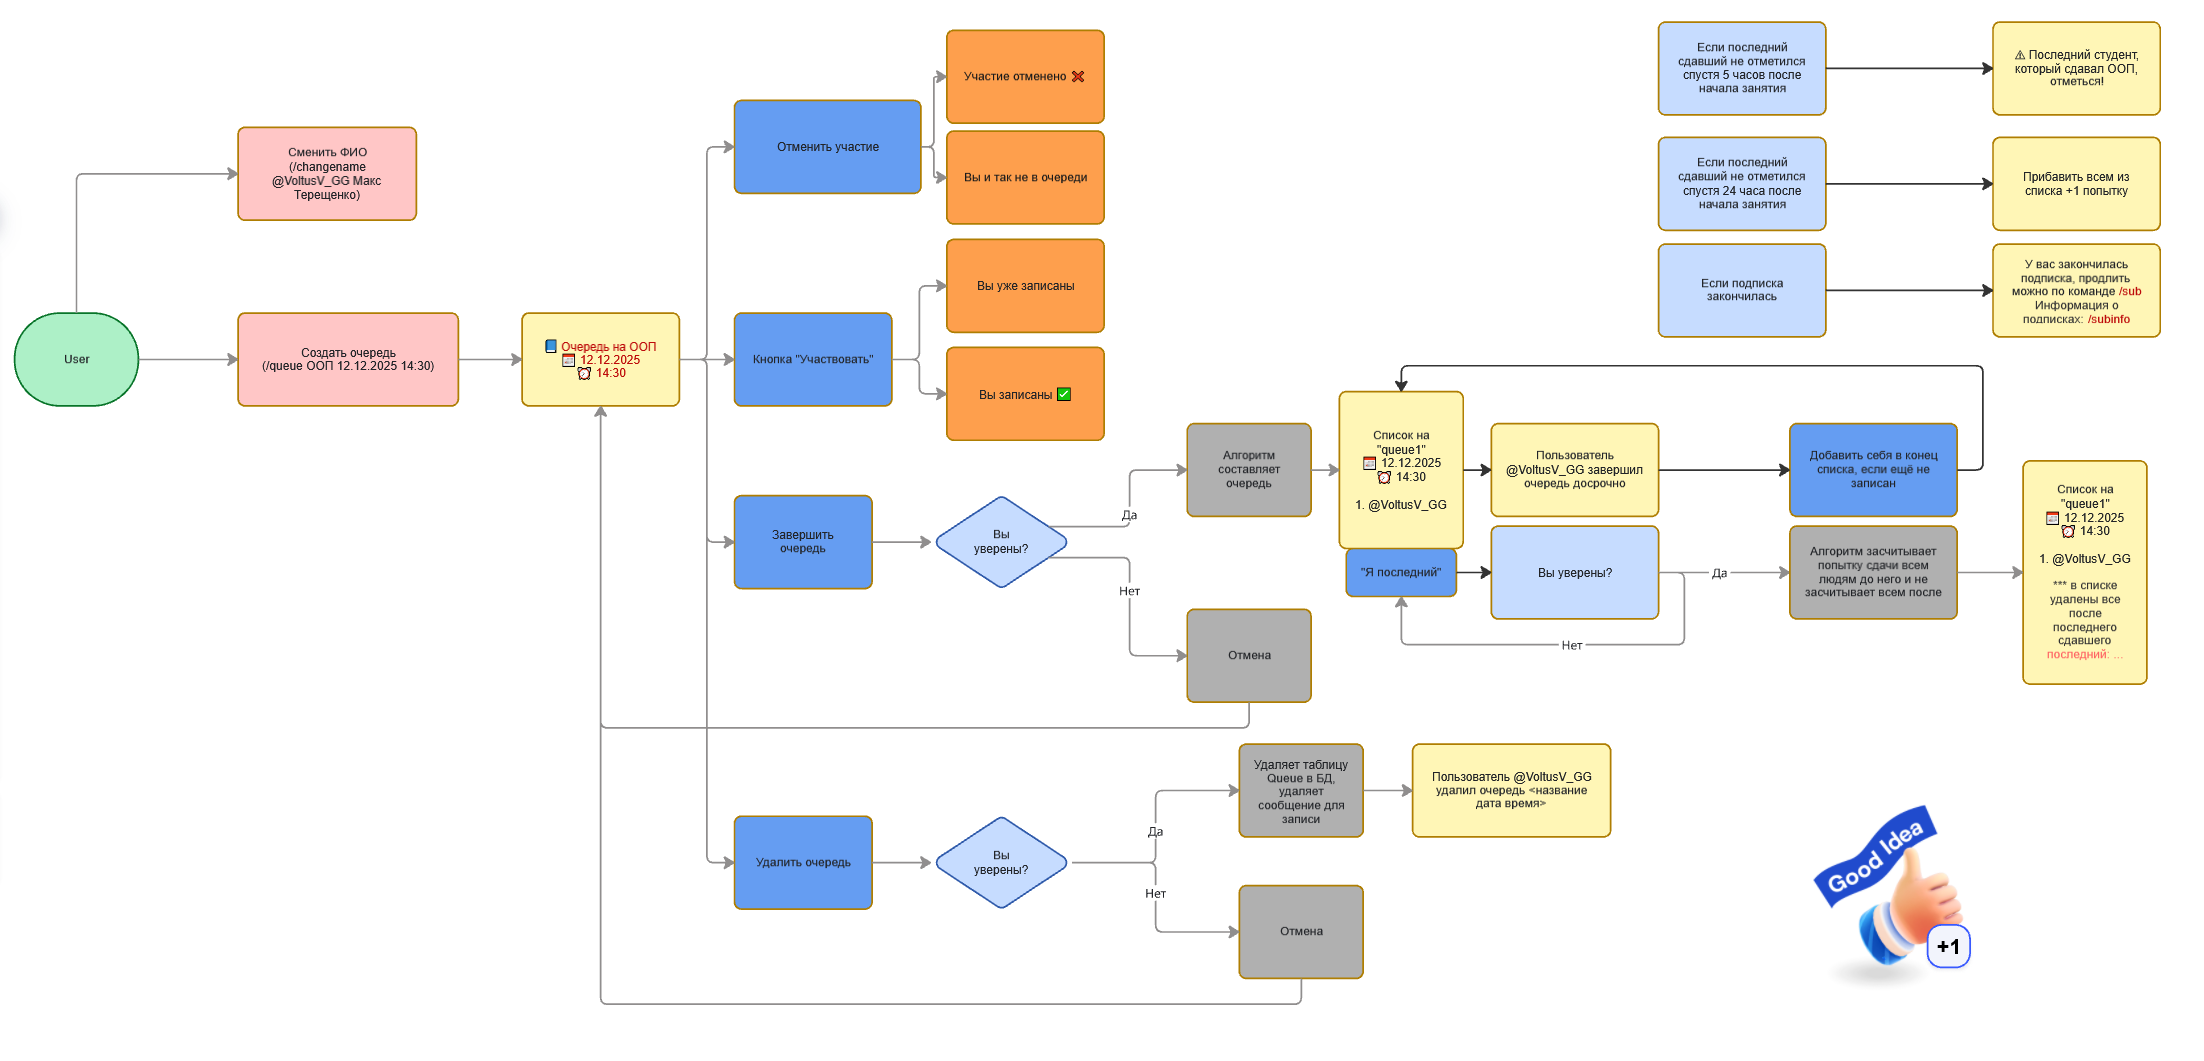 Сменить ФИО
(/changename
@VoltusV_GG Макс
Терещенко)
User
Создать очередь
(/queue ООП 12.12.2025 14:30)
📘 Очередь на ООП
📅 12.12.2025
⏰ 14:30
Отменить участие
Участие отменено ❌
Вы и так не в очереди
Кнопка "Участвовать"
Вы уже записаны
Вы записаны ✅
Завершить
очередь
Вы
уверены?
Да
Нет
Алгоритм
составляет
очередь
Отмена
Список на
"queue1"
📅 12.12.2025
⏰ 14:30
1. @VoltusV_GG
"Я последний"
Пользователь
@VoltusV_GG завершил
очередь досрочно
Добавить себя в конец
списка, если ещё не
записан
Вы уверены?
Да
Нет
Алгоритм засчитывает
попытку сдачи всем
людям до него и не
засчитывает всем после
Список на
"queue1"
📅 12.12.2025
⏰ 14:30
1. @VoltusV_GG
*** в списке
удалены все
после
последнего
сдавшего
последний: ...
Удалить очередь
Вы
уверены?
Да
Нет
Удаляет таблицу
Queue в БД,
удаляет
сообщение для
записи
Пользователь @VoltusV_GG
удалил очередь <название
дата время>
Отмена
Если последний
сдавший не отметился
спустя 5 часов после
начала занятия
⚠ Последний студент,
который сдавал ООП,
отметься!
Если последний
сдавший не отметился
спустя 24 часа после
начала занятия
Прибавить всем из
списка +1 попытку
Если подписка
закончилась
У вас закончилась
подписка, продлить
можно по команде /sub
Информация о
подписках: /subinfo
Good Idea
+1